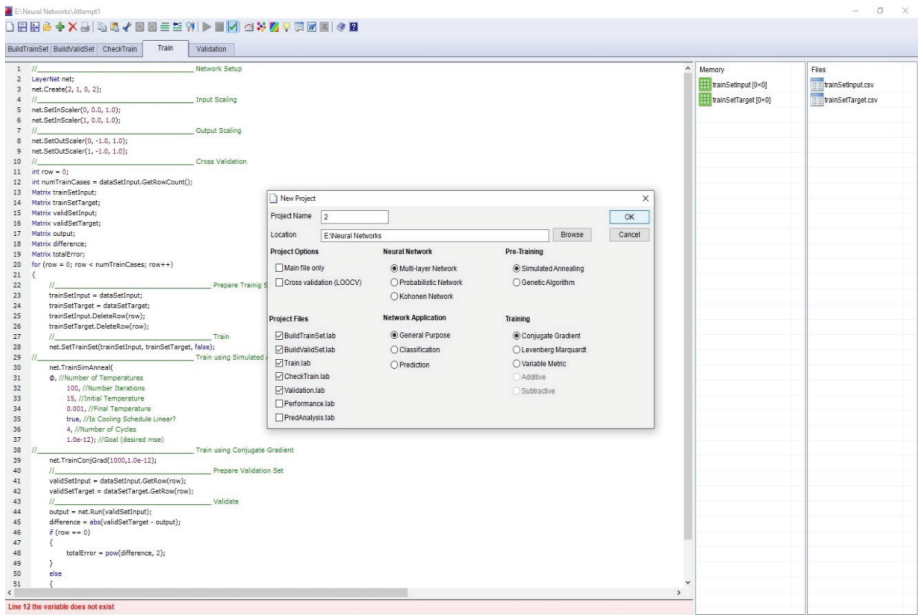 E:\Neural Networks\Attempt1
BuildTrainSet BuildValidSet CheckTrain Train Validation
1 //___ Network Setup
2 LayerNet net;
3 net.Create(2, 1, 0, 2);
4 //___ Input Scaling
5 net.SetInScaler(0, 0.0, 1.0);
6 net.SetInScaler(1, 0.0, 1.0);
7 //___ Output Scaling
8 net.SetOutScaler(0, -1.0, 1.0);
9 net.SetOutScaler(1, -1.0, 1.0);
10 //___ Cross Validation
11 int row = 0;
12 int numTrainCases = dataSetInput.GetRowCount();
13 Matrix trainSetInput;
14 Matrix trainSetTarget;
15 Matrix validSetInput;
16 Matrix validSetTarget;
17 Matrix output;
18 Matrix difference;
19 Matrix totalError;
20 for (row = 0; row < numTrainCases; row++)
21 {
22 //___ Prepare Trainig S
23 trainSetInput = dataSetInput;
24 trainSetTarget = dataSetTarget;
25 trainSetInput.DeleteRow(row);
26 trainSetTarget.DeleteRow(row);
27 //___ Train
28 net.SetTrainSet(trainSetInput, trainSetTarget, false);
29 //___ Train using Simulated
30 net.TrainSimAnneal(
31 @, //Number of Temperatures
32 100, //Number Iterations
33 15, //Initial Temperature
34 0.001, //Final Temperature
35 true, //Is Cooling Schedule Linear?
36 4, //Number of Cycles
37 1.0e-12); //Goal (desired mse)
38 //___ Train using Conjugate Gradient
39 net.TrainConjGrad(1000,1.0e-12);
40 //___ Prepare Validation Set
41 validSetInput = dataSetInput.GetRow(row);
42 validSetTarget = dataSetTarget.GetRow(row);
43 //___ Validate
44 output = net.Run(validSetInput);
45 difference = abs(validSetTarget - output);
46 if (row == 0)
47 {
48 totalError = pow(difference, 2);
49 }
50 else
51 {
Line 12 the variable does not exist
New Project
Project Name 2 OK
Location E:\Neural Networks Browse Cancel
Project Options
Main file only
Cross validation (LOOCV)
Neural Network
Multi-layer Network
Probabilistic Network
Kohonen Network
Pre-Training
Simulated Annealing
Genetic Algorithm
Project Files
BuildTrainSet.lab
BuildValidSet.lab
Train.lab
CheckTrain.lab
Validation.lab
Performance.lab
PredAnalysis.lab
Network Application
General Purpose
Classification
Prediction
Training
Conjugate Gradient
Levenberg Marquardt
Variable Metric
Additive
Subtractive
Memory
trainSetInput [0×0]
trainSetTarget [0×0]
Files
trainSetInput.csv
trainSetTarget.csv